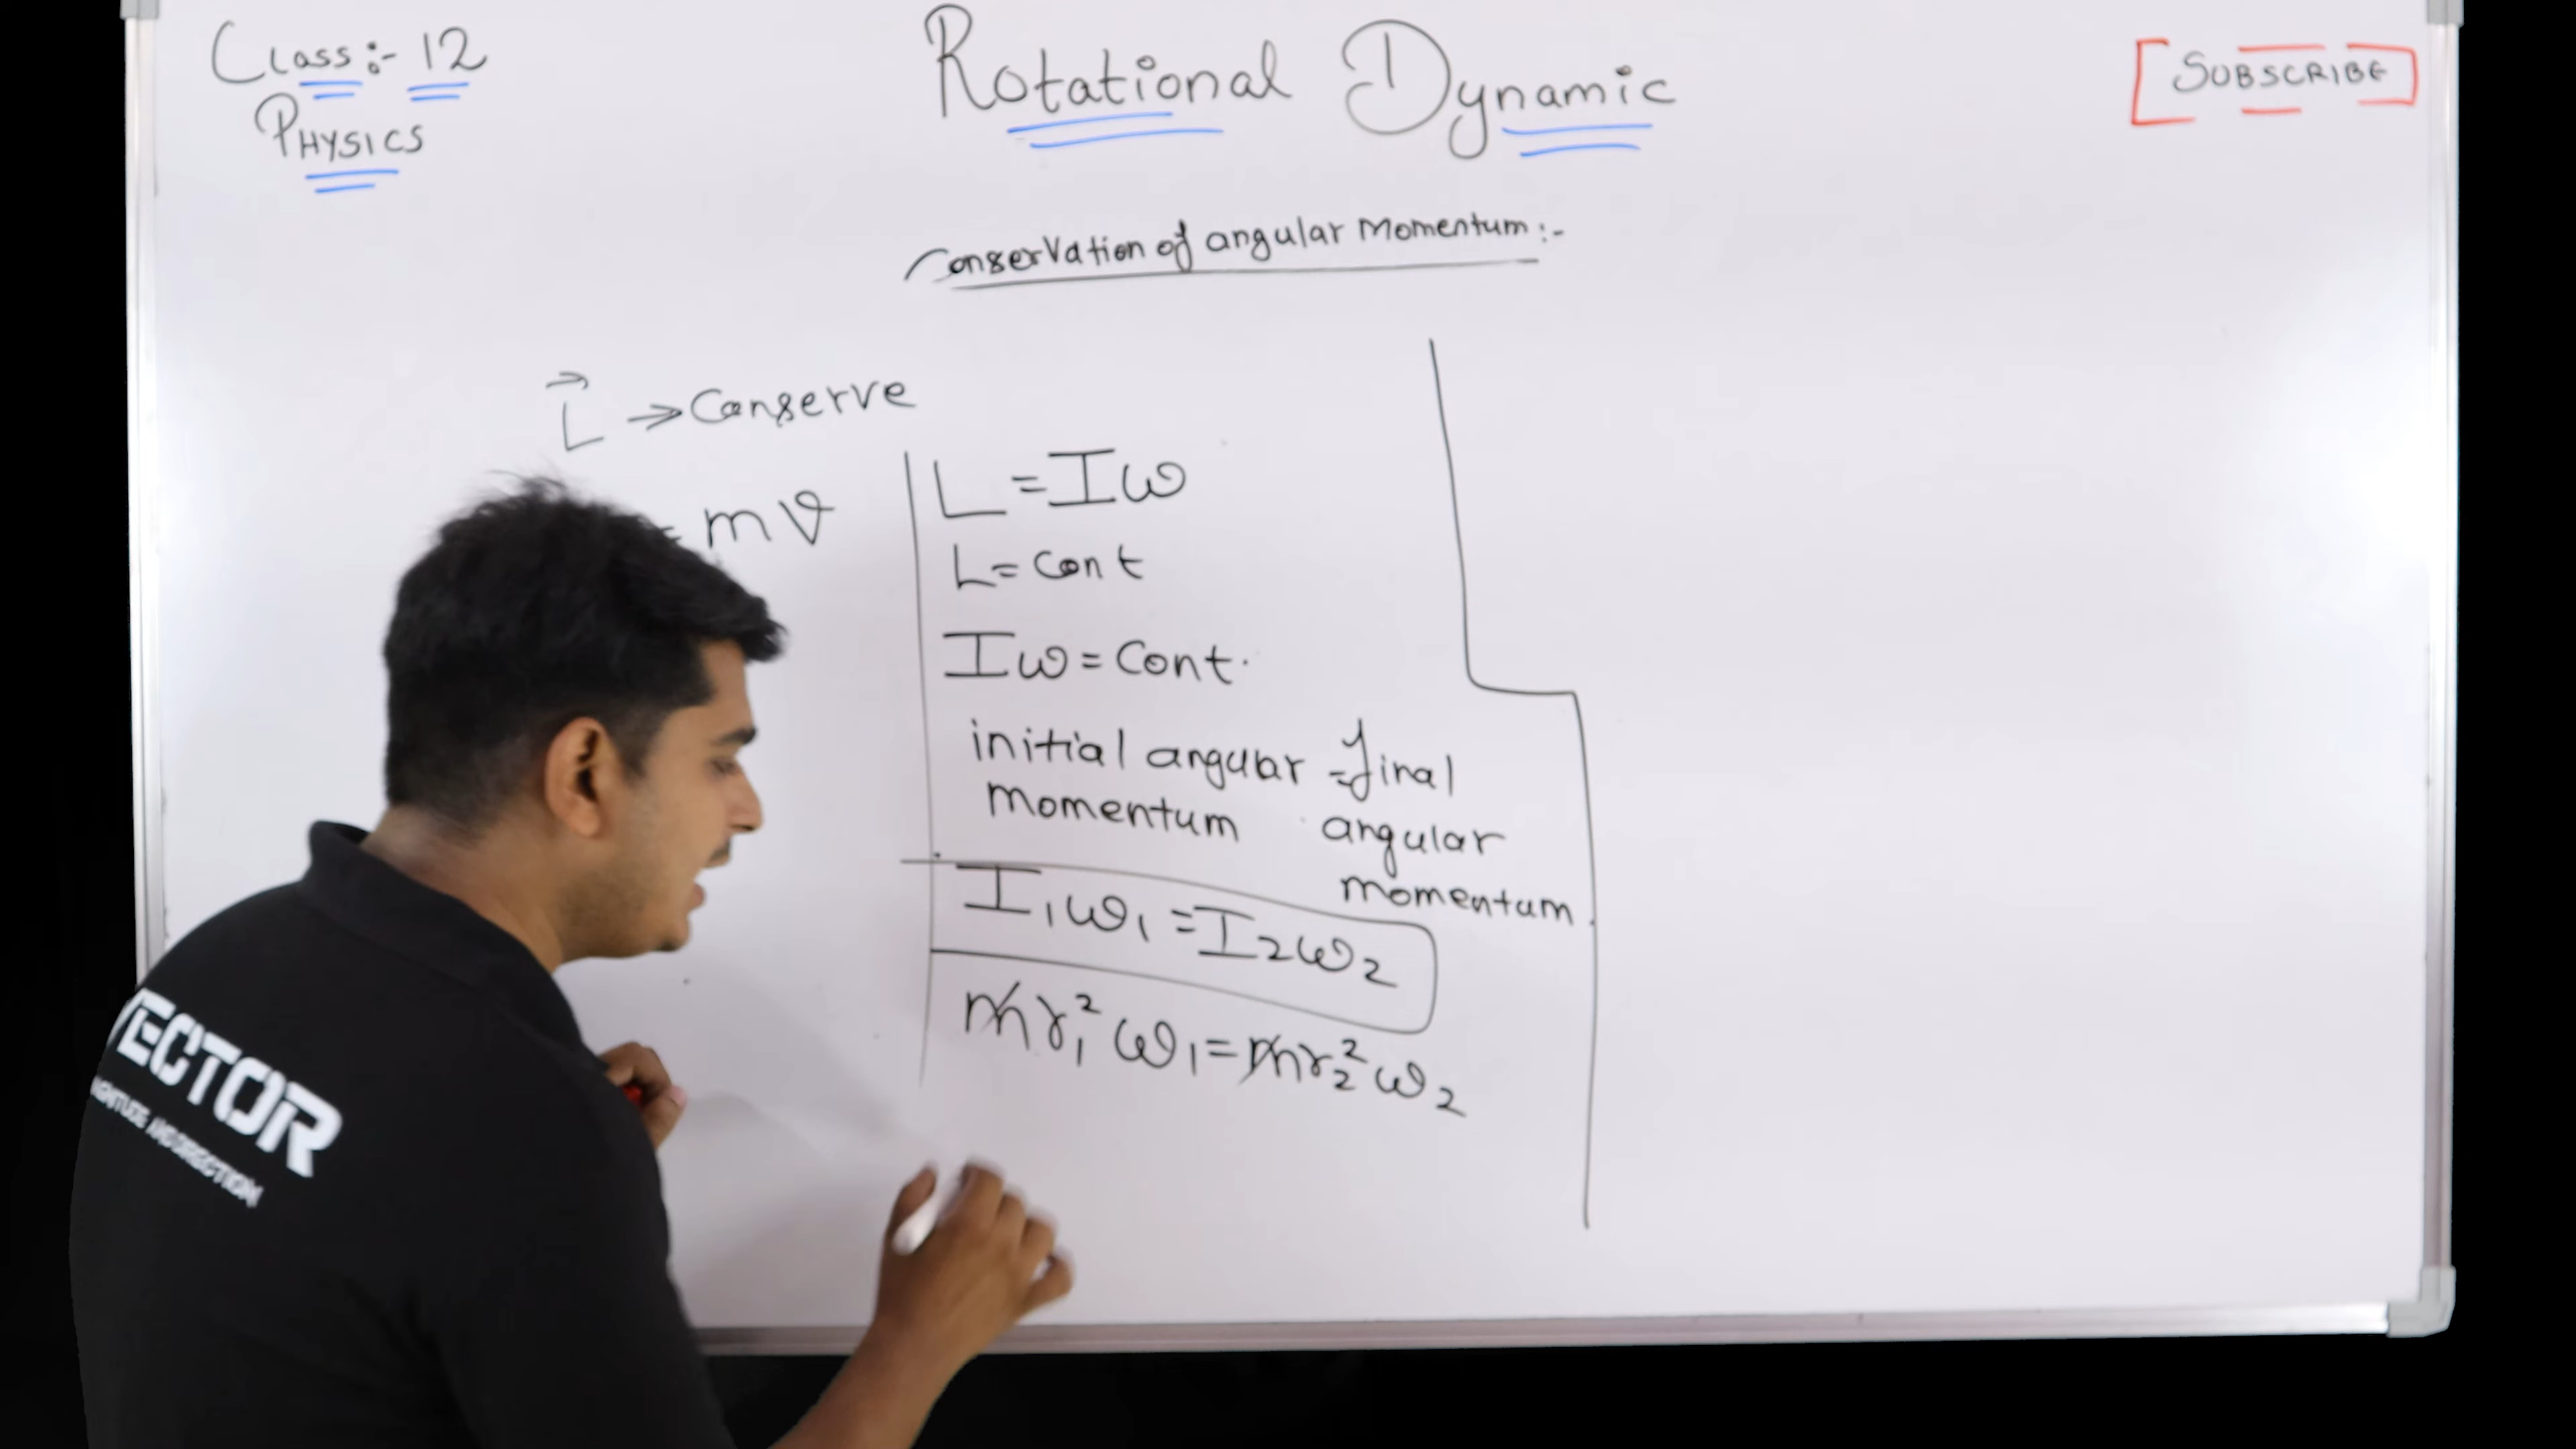 Class:- 12
Physics
Rotational Dynamic
SUBSCRIBE
Conservation of angular Momentum:-
L⃗ → Conserve
= mv
L = Iω
L = Cont
Iω = Cont.
initial angular = final
momentum angular
momentum.
I₁ω₁ = I₂ω₂
mr₁²ω₁ = mr₂²ω₂
VECTOR